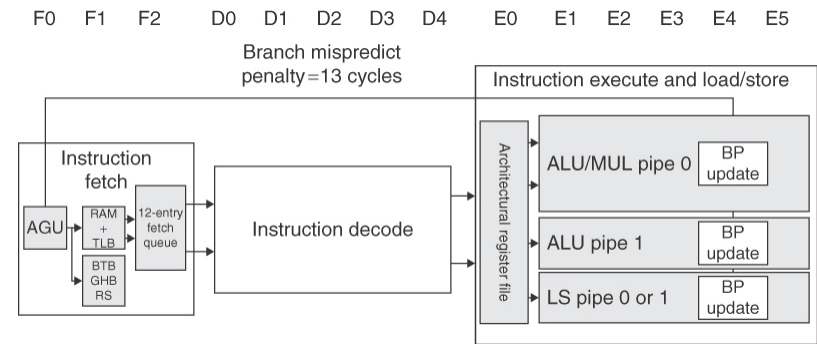 F0 F1 F2 D0 D1 D2 D3 D4 E0 E1 E2 E3 E4 E5
Branch mispredict
penalty=13 cycles
Instruction execute and load/store
Instruction
fetch
AGU
RAM
+
TLB
12-entry
fetch
queue
BTB
GHB
RS
Instruction decode
Architectural register file
ALU/MUL pipe 0
BP
update
ALU pipe 1
BP
update
LS pipe 0 or 1
BP
update